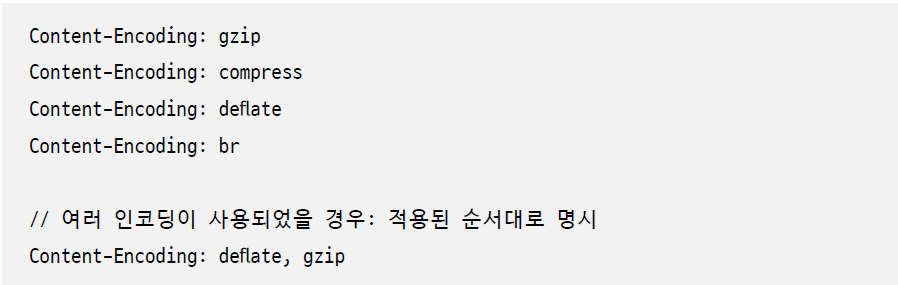 Content-Encoding: gzip
Content-Encoding: compress
Content-Encoding: deflate
Content-Encoding: br
// 여러 인코딩이 사용되었을 경우: 적용된 순서대로 명시
Content-Encoding: deflate, gzip